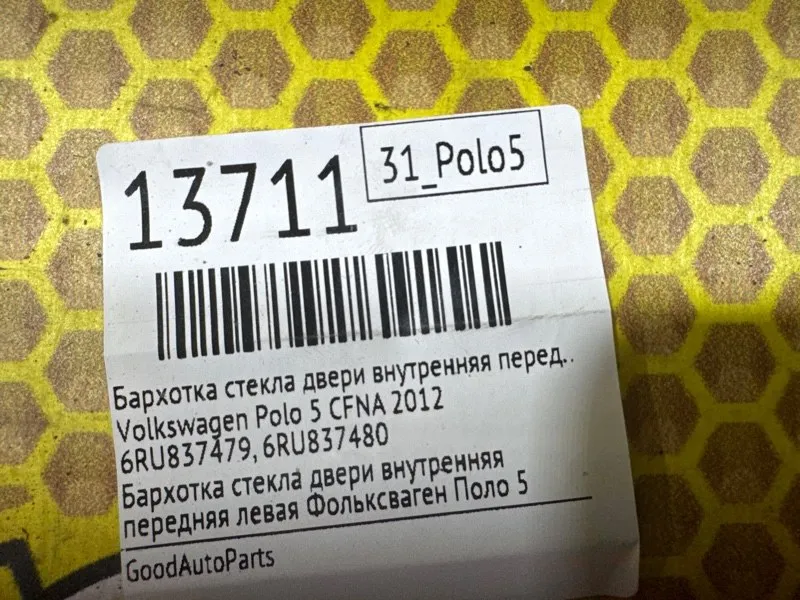 13711
31_Polo5
Бархотка стекла двери внутренняя перед..
Volkswagen Polo 5 CFNA 2012
6RU837479, 6RU837480
Бархотка стекла двери внутренняя
передняя левая Фольксваген Поло 5
GoodAutoParts